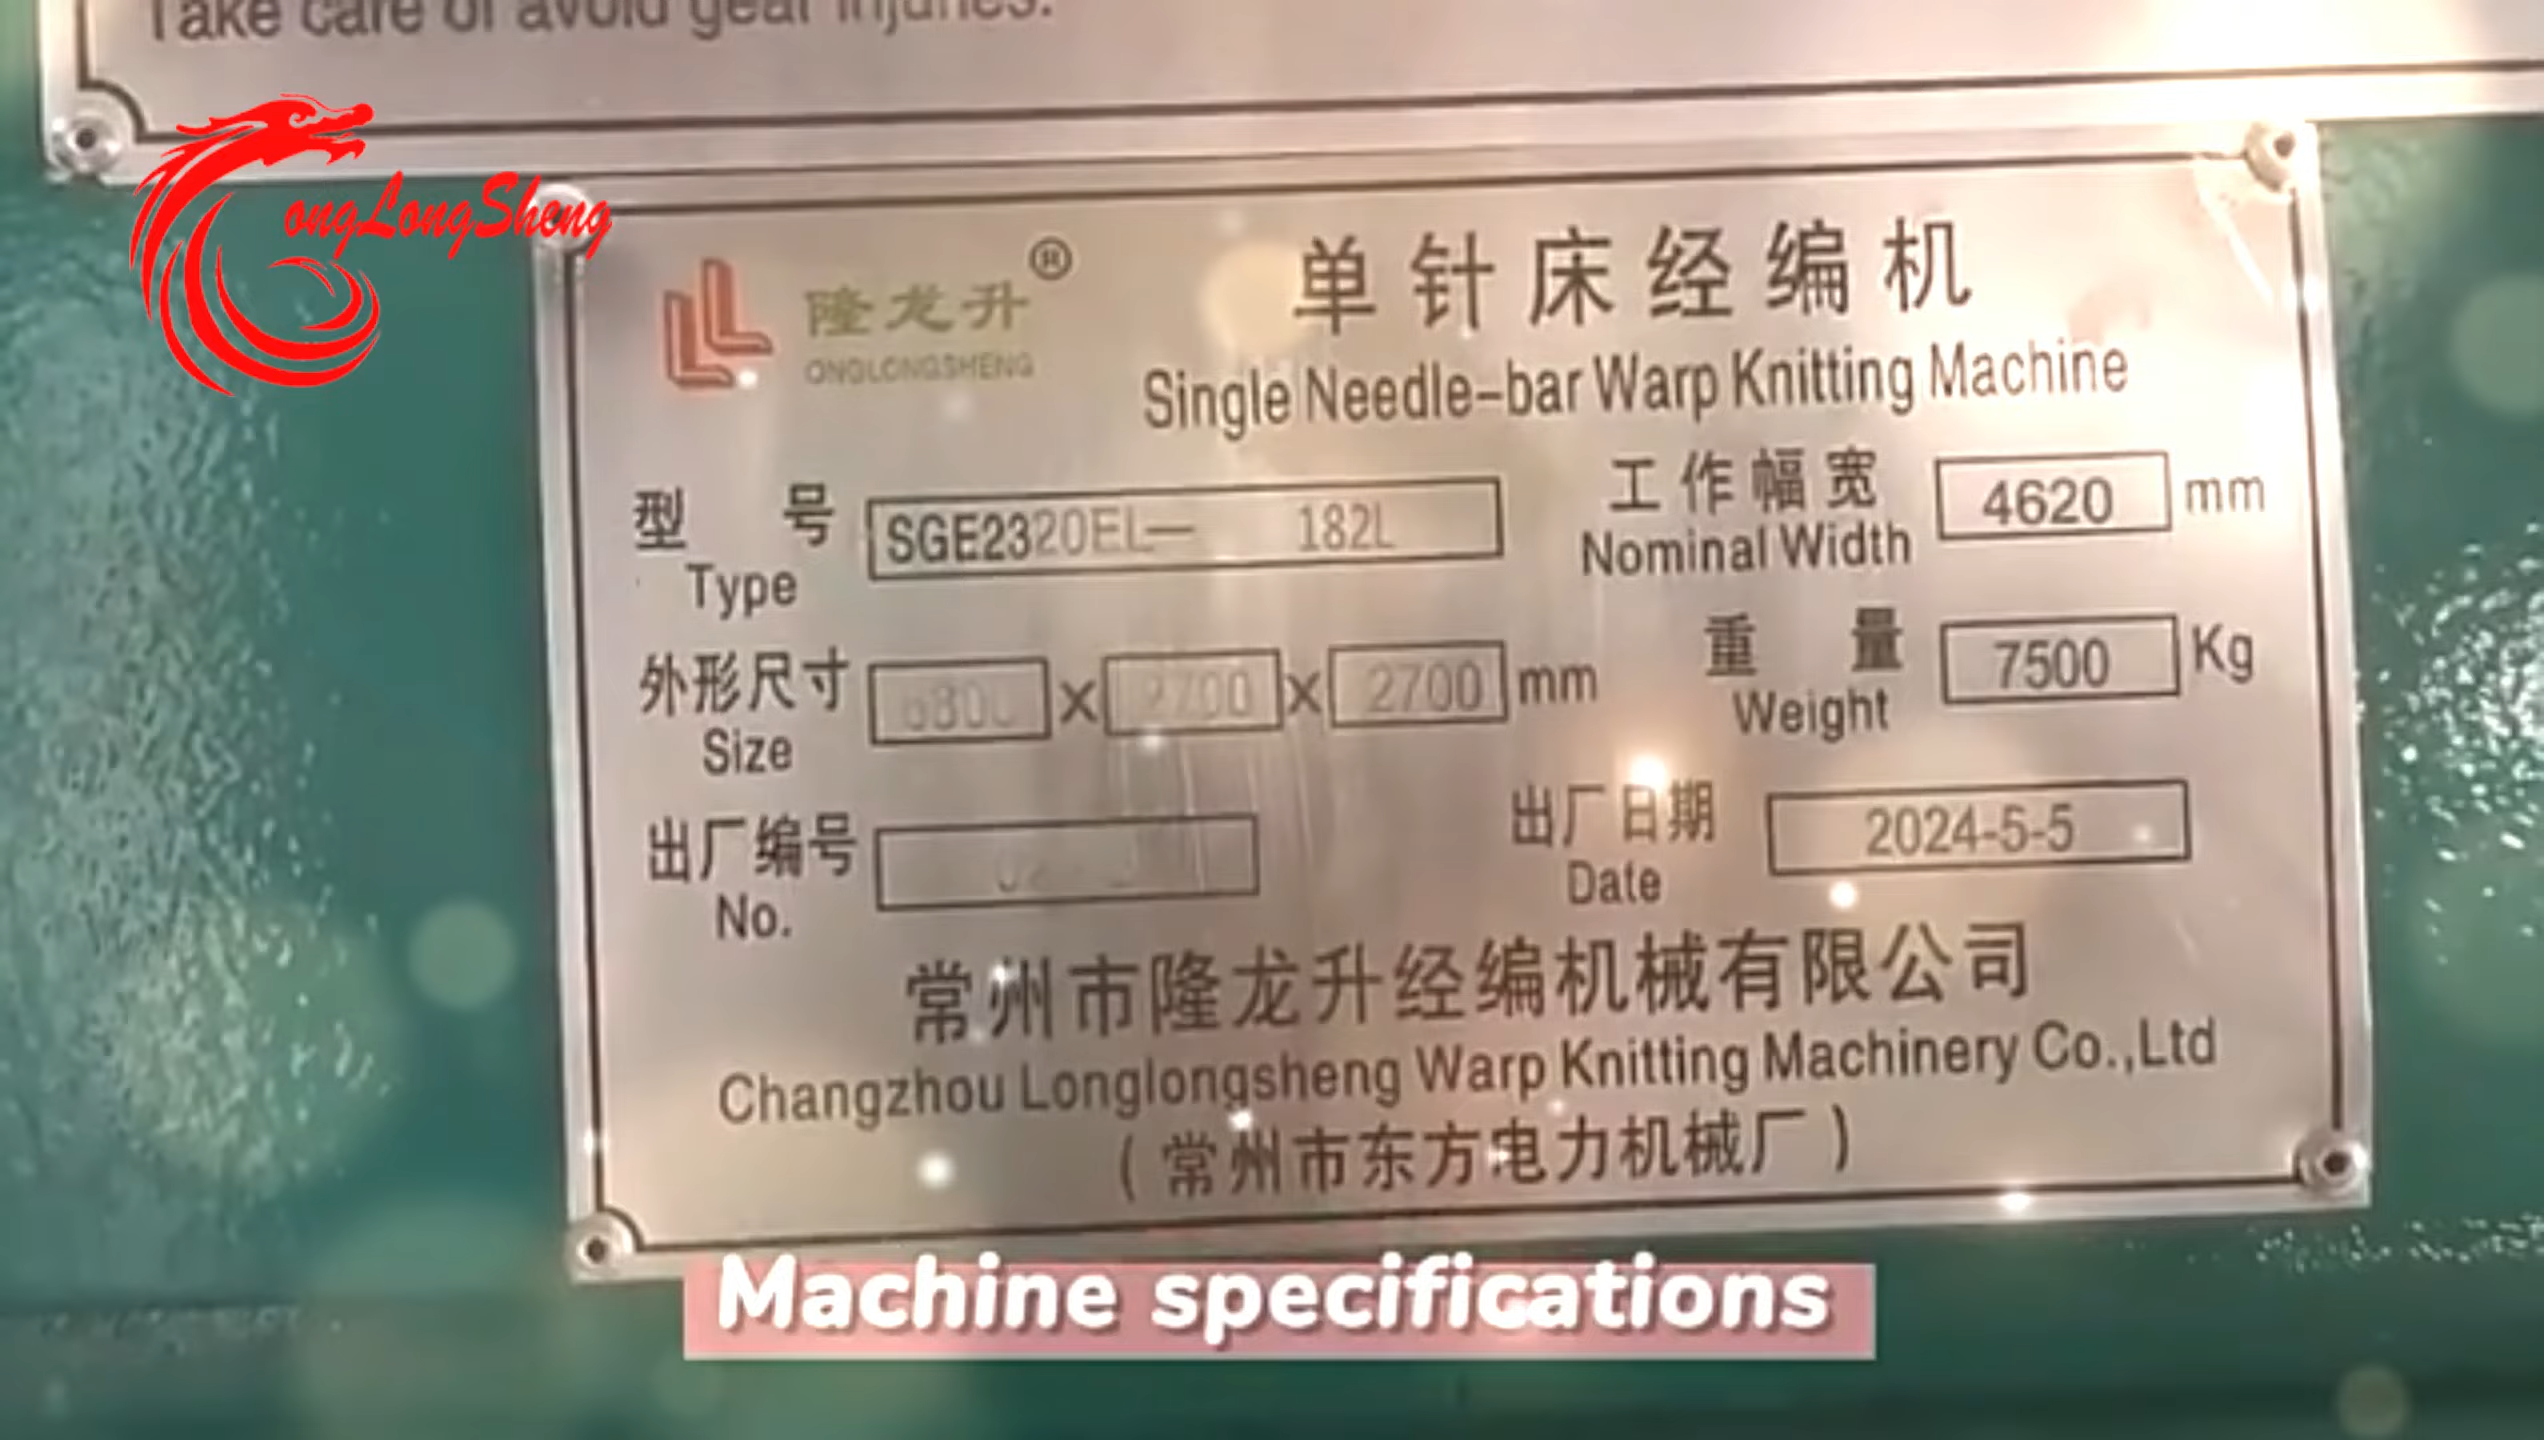 Take care of avoid gear injuries.
ongLongSheng
隆龙升 ®
ONGLONGSHENG
单针床经编机
Single Needle-bar Warp Knitting Machine
型号 SGE2320EL— 182L 工作幅宽 4620 mm
Type Nominal Width
外形尺寸 6800 x 2700 x 2700 mm 重量 7500 Kg
Size Weight
出厂编号 出厂日期 2024-5-5
No. Date
常州市隆龙升经编机械有限公司
Changzhou Longlongsheng Warp Knitting Machinery Co.,Ltd
(常州市东方电力机械厂)
Machine specifications